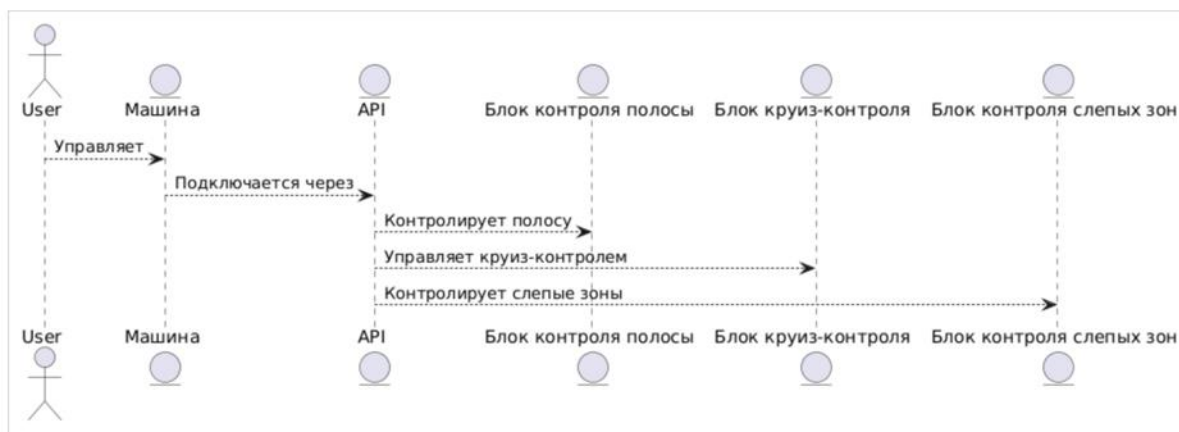 User Машина API Блок контроля полосы Блок круиз-контроля Блок контроля слепых зон
Управляет
Подключается через
Контролирует полосу
Управляет круиз-контролем
Контролирует слепые зоны
User Машина API Блок контроля полосы Блок круиз-контроля Блок контроля слепых зон